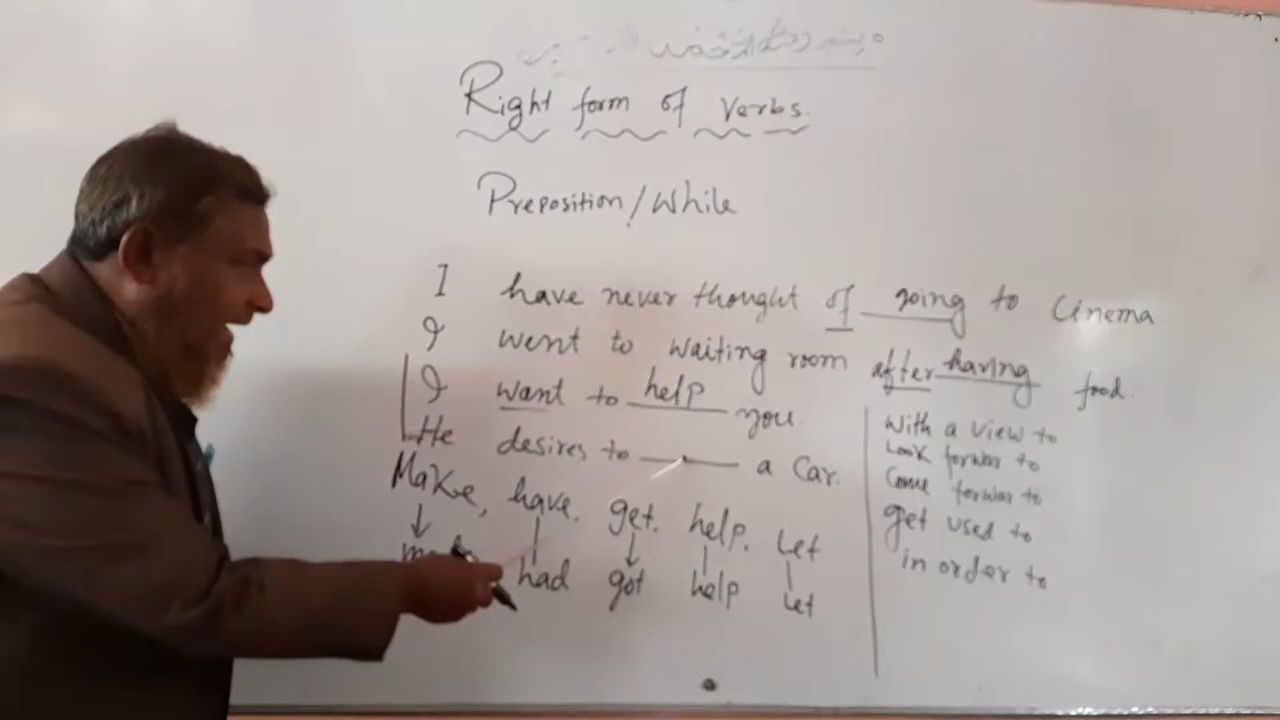 Right form of Verbs.
Preposition / While
I have never thought of going to Cinema.
I went to waiting room after having food.
I want to help you
He desires to a Car.
Make, have. get. help. Let
had got help Let
With a view to
Look forwar to
Come forwar to
get used to
in order to